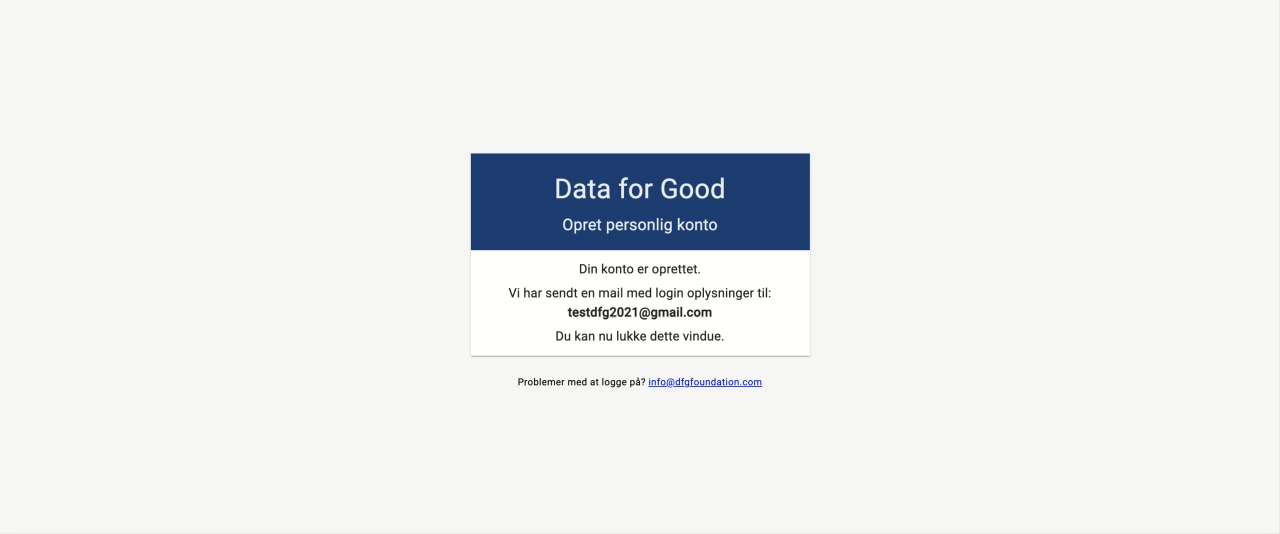 Data for Good
Opret personlig konto
Din konto er oprettet.
Vi har sendt en mail med login oplysninger til:
testdfg2021@gmail.com
Du kan nu lukke dette vindue.
Problemer med at logge på? info@dfgfoundation.com